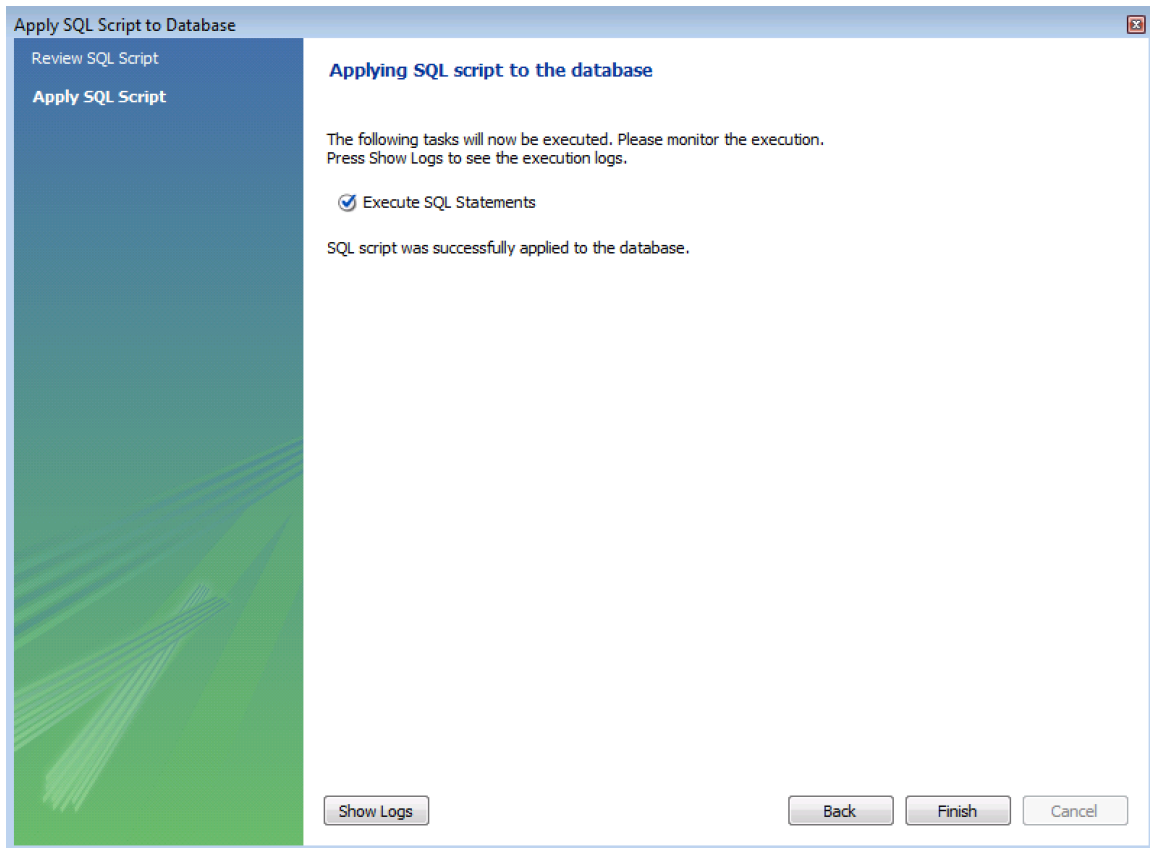 Apply SQL Script to Database
Review SQL Script
Apply SQL Script
Applying SQL script to the database
The following tasks will now be executed. Please monitor the execution.
Press Show Logs to see the execution logs.
Execute SQL Statements
SQL script was successfully applied to the database.
Show Logs
Back
Finish
Cancel